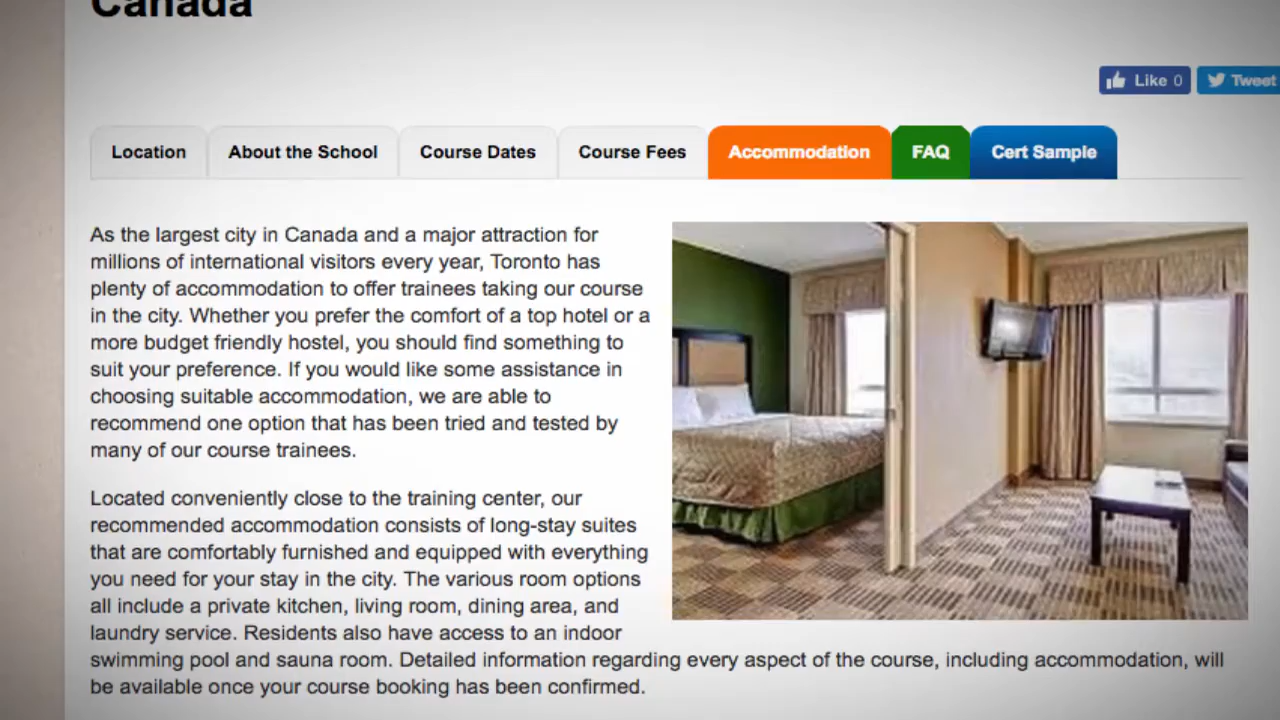 Canada
Like 0
Tweet
Location
About the School
Course Dates
Course Fees
Accommodation
FAQ
Cert Sample
As the largest city in Canada and a major attraction for
millions of international visitors every year, Toronto has
plenty of accommodation to offer trainees taking our course
in the city. Whether you prefer the comfort of a top hotel or a
more budget friendly hostel, you should find something to
suit your preference. If you would like some assistance in
choosing suitable accommodation, we are able to
recommend one option that has been tried and tested by
many of our course trainees.
Located conveniently close to the training center, our
recommended accommodation consists of long-stay suites
that are comfortably furnished and equipped with everything
you need for your stay in the city. The various room options
all include a private kitchen, living room, dining area, and
laundry service. Residents also have access to an indoor
swimming pool and sauna room. Detailed information regarding every aspect of the course, including accommodation, will
be available once your course booking has been confirmed.